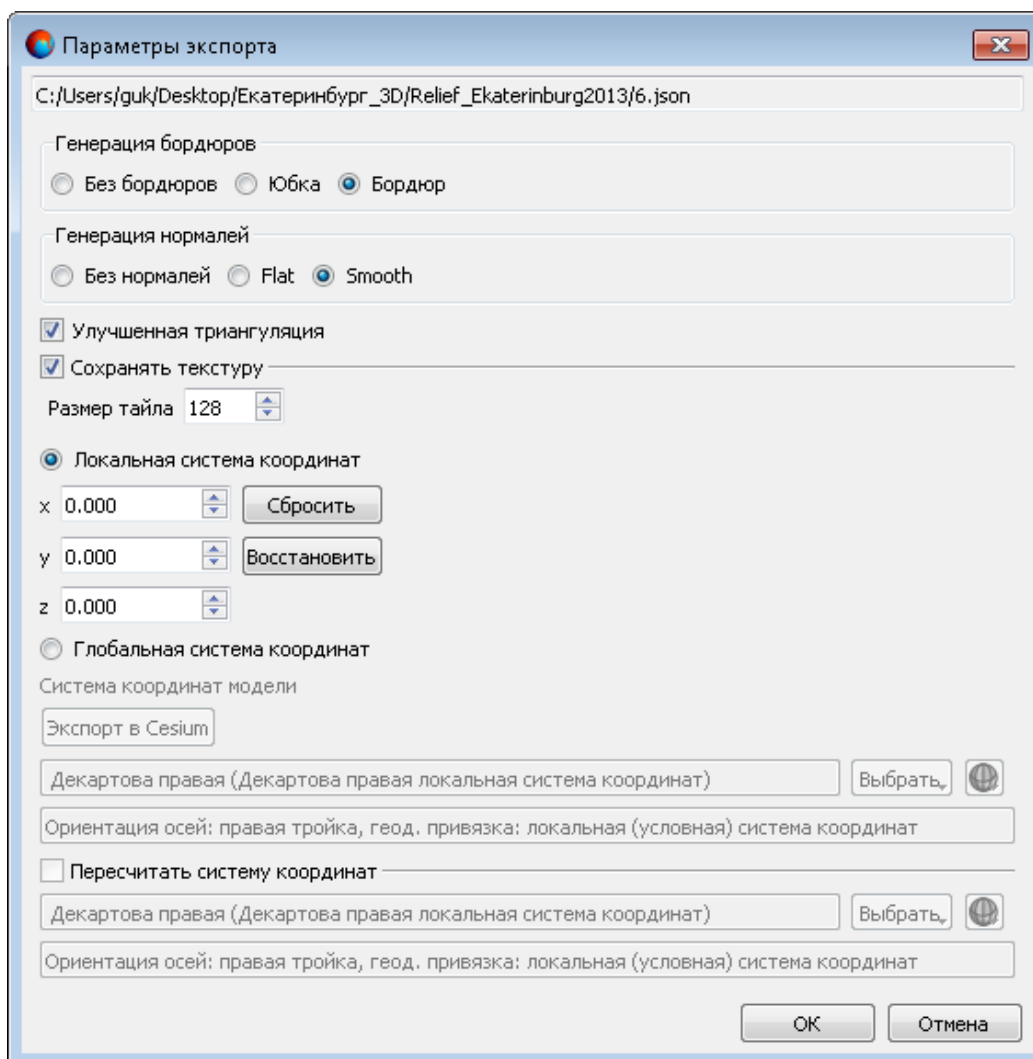 Параметры экспорта
C:/Users/guk/Desktop/Екатеринбург_3D/Relief_Ekaterinburg2013/6.json
Генерация бордюров
Без бордюров Юбка Бордюр
Генерация нормалей
Без нормалей Flat Smooth
Улучшенная триангуляция
Сохранять текстуру
Размер тайла 128
Локальная система координат
x 0.000 Сбросить
y 0.000 Восстановить
z 0.000
Глобальная система координат
Система координат модели
Экспорт в Cesium
Декартова правая (Декартова правая локальная система координат) Выбрать
Ориентация осей: правая тройка, геод. привязка: локальная (условная) система координат
Пересчитать систему координат
Декартова правая (Декартова правая локальная система координат) Выбрать
Ориентация осей: правая тройка, геод. привязка: локальная (условная) система координат
OK Отмена